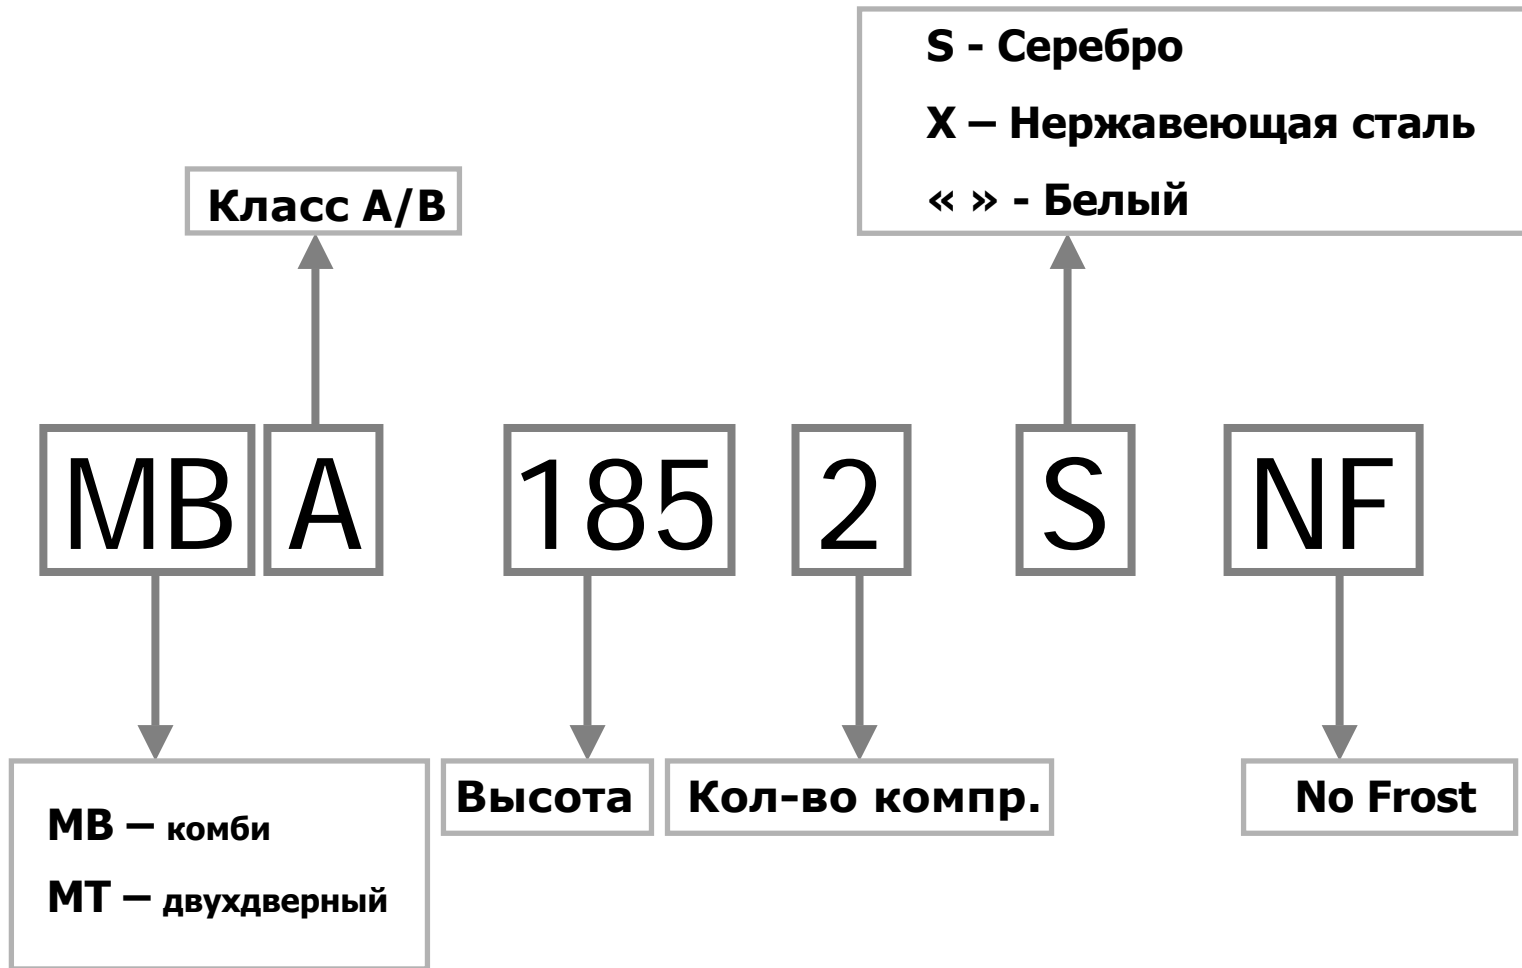 S - Серебро
X – Нержавеющая сталь
« » - Белый
Класс А/В
MB A 185 2 S NF
MB – комби
MT – двухдверный
Высота
Кол-во компр.
No Frost